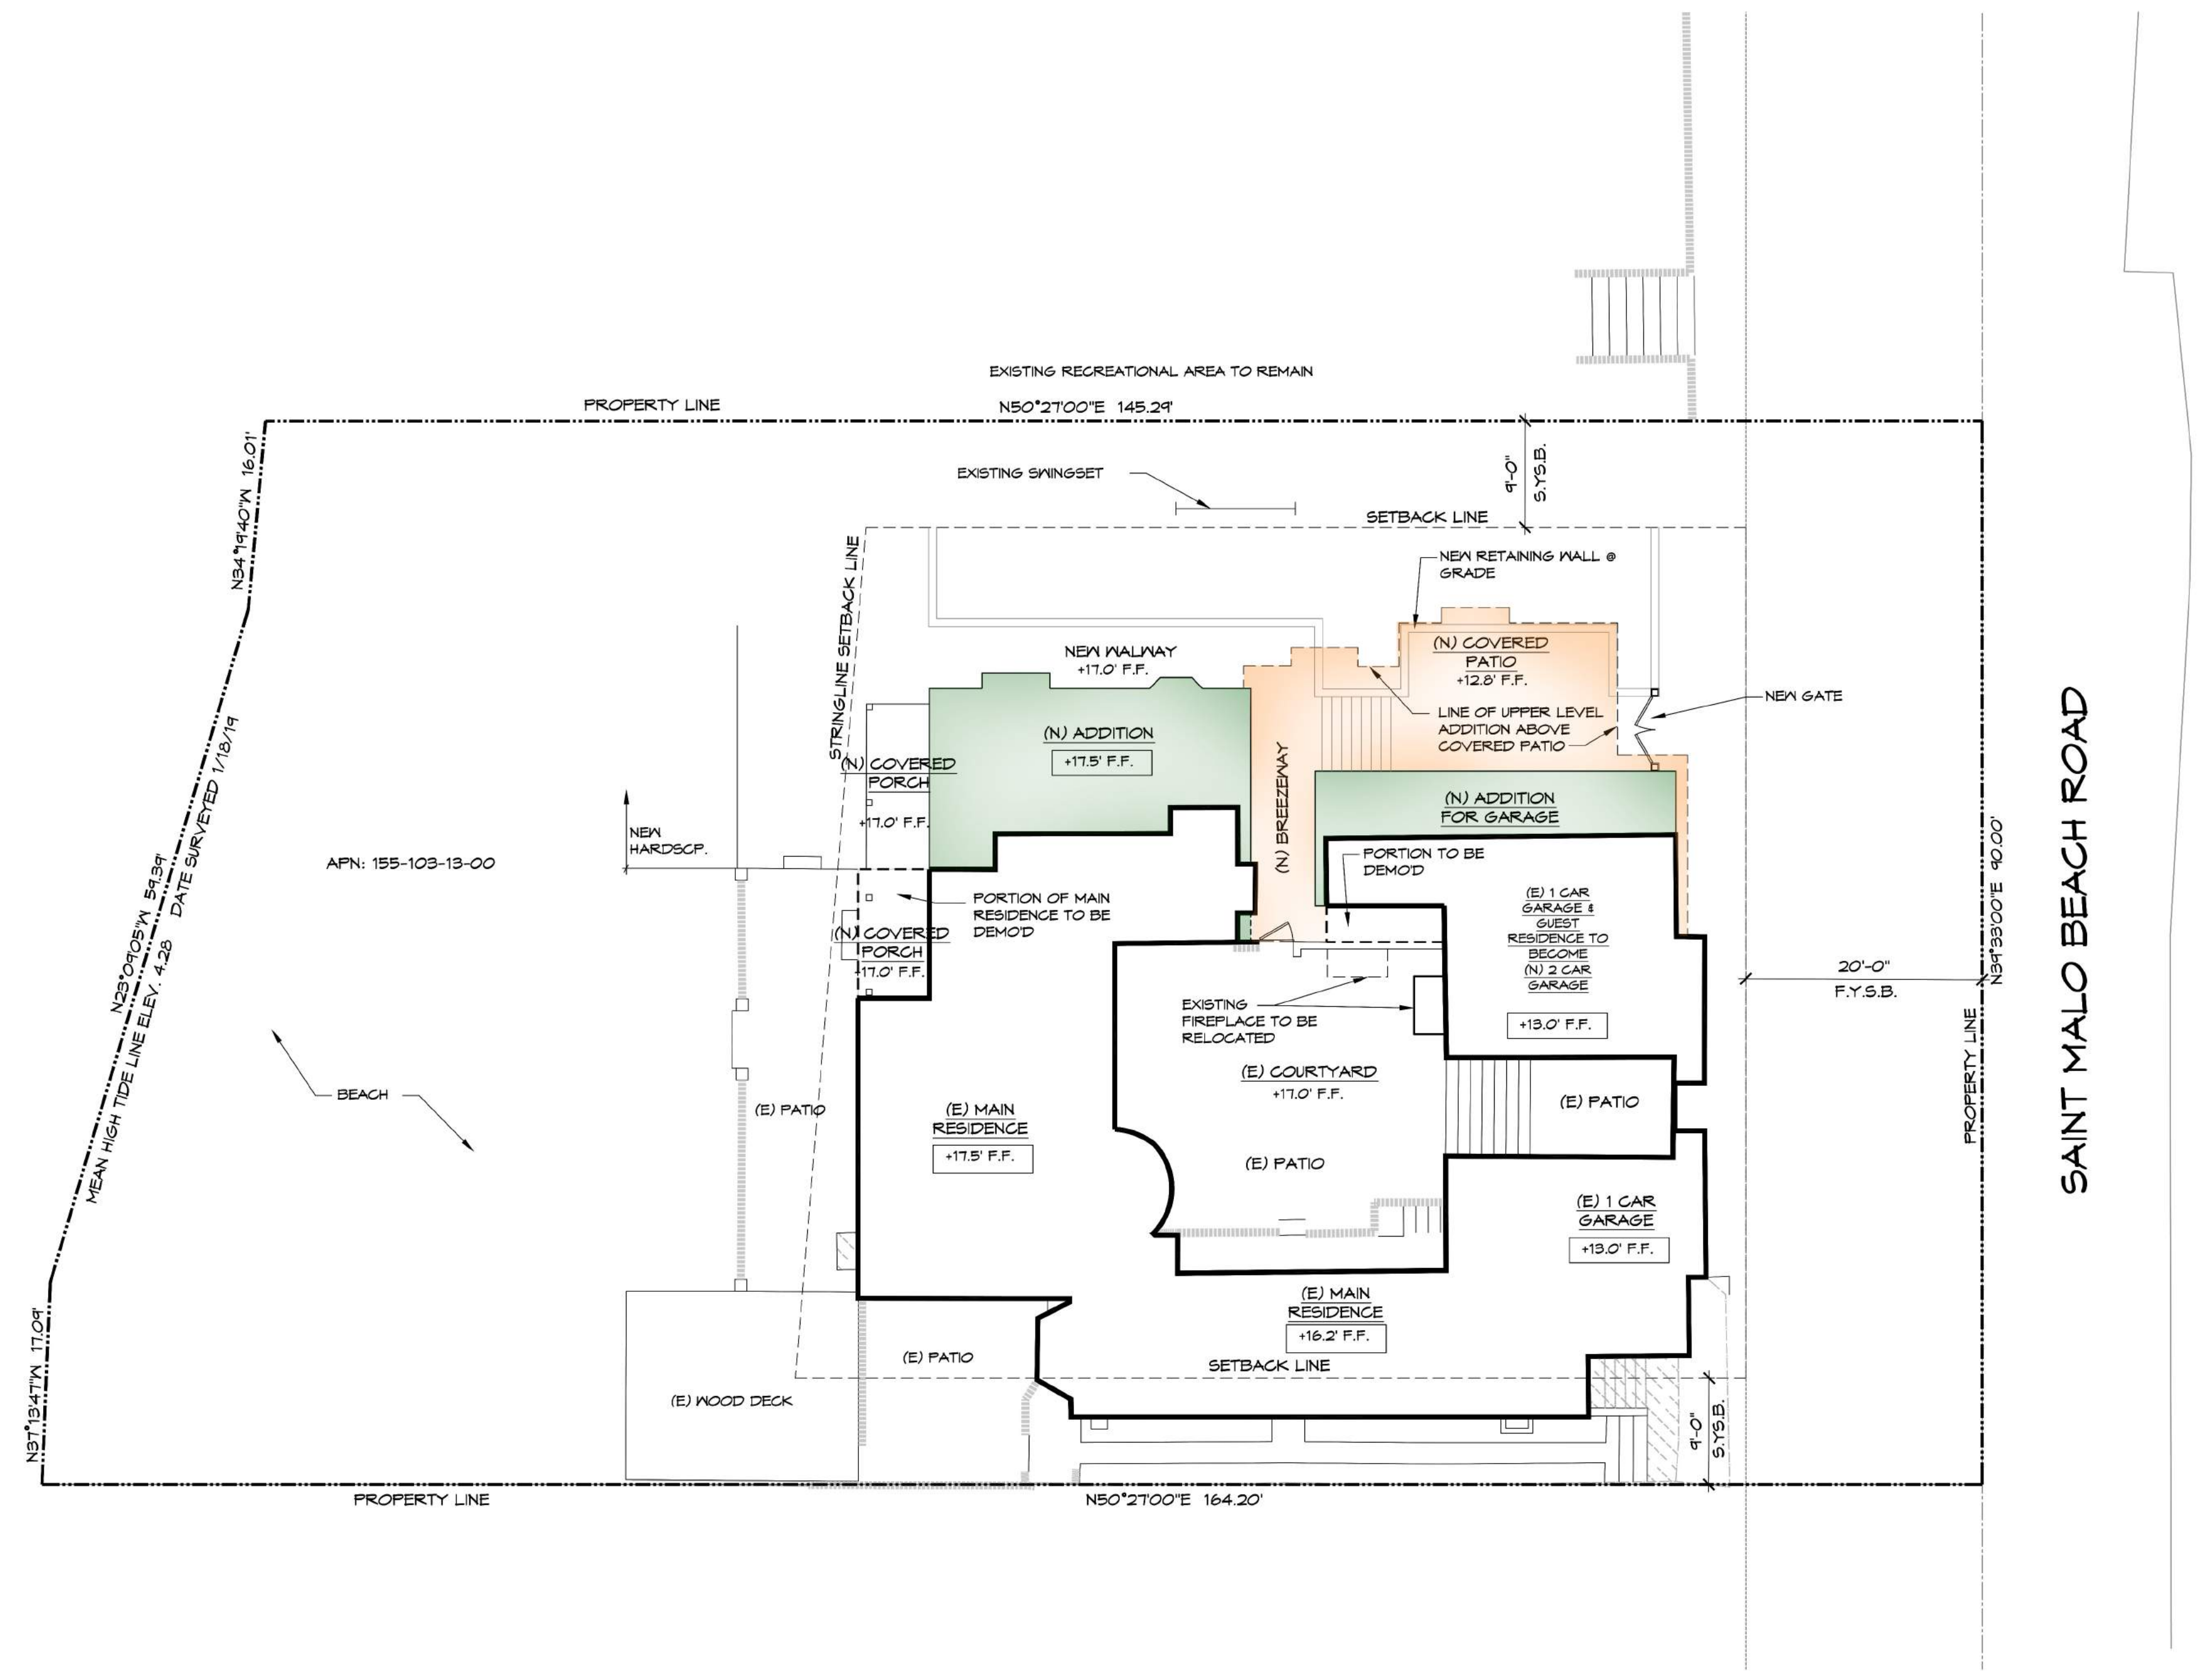 EXISTING RECREATIONAL AREA TO REMAIN
PROPERTY LINE
N50°27'00"E 145.29'
N34°19'40"W 16.01'
EXISTING SWINGSET
9'-0"
S.Y.S.B.
SETBACK LINE
STRINGLINE SETBACK LINE
NEW RETAINING WALL @
GRADE
NEW WALWAY
+17.0' F.F.
(N) COVERED
PATIO
+12.8' F.F.
NEW GATE
LINE OF UPPER LEVEL
ADDITION ABOVE
COVERED PATIO
(N) ADDITION
+17.5' F.F.
(N) COVERED
PORCH
+17.0' F.F.
(N) BREEZEWAY
(N) ADDITION
FOR GARAGE
NEW
HARDSCP.
APN: 155-103-13-00
PORTION TO BE
DEMO'D
PORTION OF MAIN
RESIDENCE TO BE
DEMO'D
(N) COVERED
PORCH
+17.0' F.F.
(E) 1 CAR
GARAGE &
GUEST
RESIDENCE TO
BECOME
(N) 2 CAR
GARAGE
+13.0' F.F.
20'-0"
F.Y.S.B.
N39°33'00"E 90.00'
PROPERTY LINE
SAINT MALO BEACH ROAD
N23°09'05"W 59.39'
MEAN HIGH TIDE LINE ELEV. 4.28 DATE SURVEYED 1/18/19
EXISTING
FIREPLACE TO BE
RELOCATED
(E) COURTYARD
+17.0' F.F.
BEACH
(E) PATIO
(E) MAIN
RESIDENCE
+17.5' F.F.
(E) PATIO
(E) PATIO
(E) 1 CAR
GARAGE
+13.0' F.F.
(E) MAIN
RESIDENCE
+16.2' F.F.
SETBACK LINE
(E) PATIO
(E) WOOD DECK
9'-0"
S.Y.S.B.
N37°13'47"W 17.09'
PROPERTY LINE
N50°27'00"E 164.20'